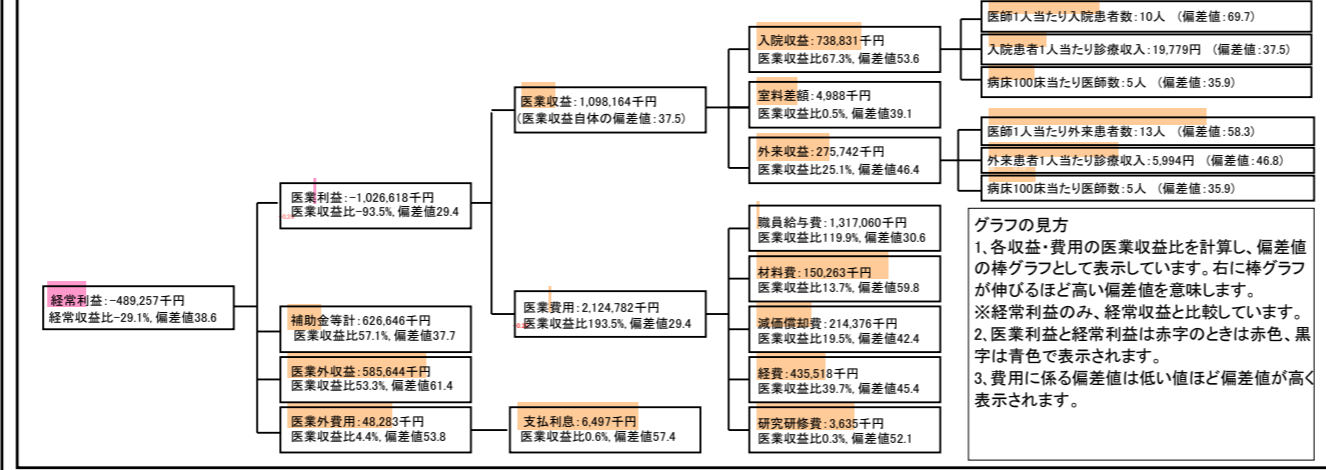 経常利益:-489,257千円
経常収益比-29.1%, 偏差値38.6
医業利益:-1,026,618千円
医業収益比-93.5%, 偏差値29.4
補助金等計:626,646千円
医業収益比57.1%, 偏差値37.7
医業外収益:585,644千円
医業収益比53.3%, 偏差値61.4
医業外費用:48,283千円
医業収益比4.4%, 偏差値53.8
支払利息:6,497千円
医業収益比0.6%, 偏差値57.4
医業収益:1,098,164千円
(医業収益自体の偏差値:37.5)
医業費用:2,124,782千円
医業収益比193.5%, 偏差値29.4
入院収益:738,831千円
医業収益比67.3%, 偏差値53.6
室料差額:4,988千円
医業収益比0.5%, 偏差値39.1
外来収益:275,742千円
医業収益比25.1%, 偏差値46.4
職員給与費:1,317,060千円
医業収益比119.9%, 偏差値30.6
材料費:150,263千円
医業収益比13.7%, 偏差値59.8
減価償却費:214,376千円
医業収益比19.5%, 偏差値42.4
経費:435,518千円
医業収益比39.7%, 偏差値45.4
研究研修費:3,635千円
医業収益比0.3%, 偏差値52.1
医師1人当たり入院患者数:10人 (偏差値:69.7)
入院患者1人当たり診療収入:19,779円 (偏差値:37.5)
病床100床当たり医師数:5人 (偏差値:35.9)
医師1人当たり外来患者数:13人 (偏差値:58.3)
外来患者1人当たり診療収入:5,994円 (偏差値:46.8)
病床100床当たり医師数:5人 (偏差値:35.9)
グラフの見方
1、各収益・費用の医業収益比を計算し、偏差値
の棒グラフとして表示しています。右に棒グラフ
が伸びるほど高い偏差値を意味します。
※経常利益のみ、経常収益と比較しています。
2、医業利益と経常利益は赤字のときは赤色、黒
字は青色で表示されます。
3、費用に係る偏差値は低い値ほど偏差値が高く
表示されます。